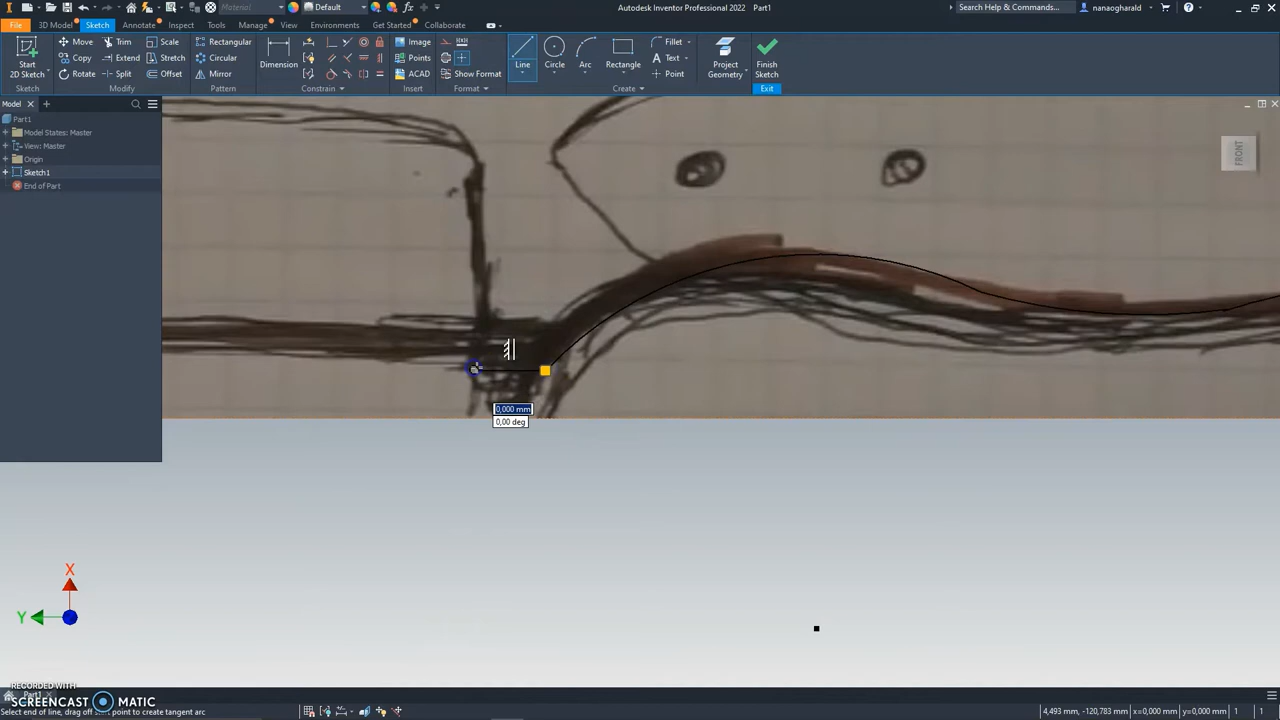 Default
Autodesk Inventor Professional 2022 Part1
Search Help & Commands...
nanaogharald
File 3D Model Sketch Annotate Inspect Tools Manage View Environments Get Started Collaborate
Start
2D Sketch
Sketch
Move Trim Scale
Copy Extend Stretch
Rotate Split Offset
Modify
Rectangular
Circular
Mirror
Pattern
Dimension
Constrain
Image
Points
ACAD
Insert
Show Format
Format
Line Circle Arc Rectangle
Fillet
Text
Point
Create
Project
Geometry
Finish
Sketch
Exit
Model
Part1
Model States: Master
View: Master
Origin
Sketch1
End of Part
FRONT
0,000 mm
0,00 deg
X
Y
RECORDED WITH
SCREENCAST MATIC
Part1
Select end of line, drag off start point to create tangent arc
4,493 mm, -120,783 mm x=0,000 mm y=0,000 mm 1 1